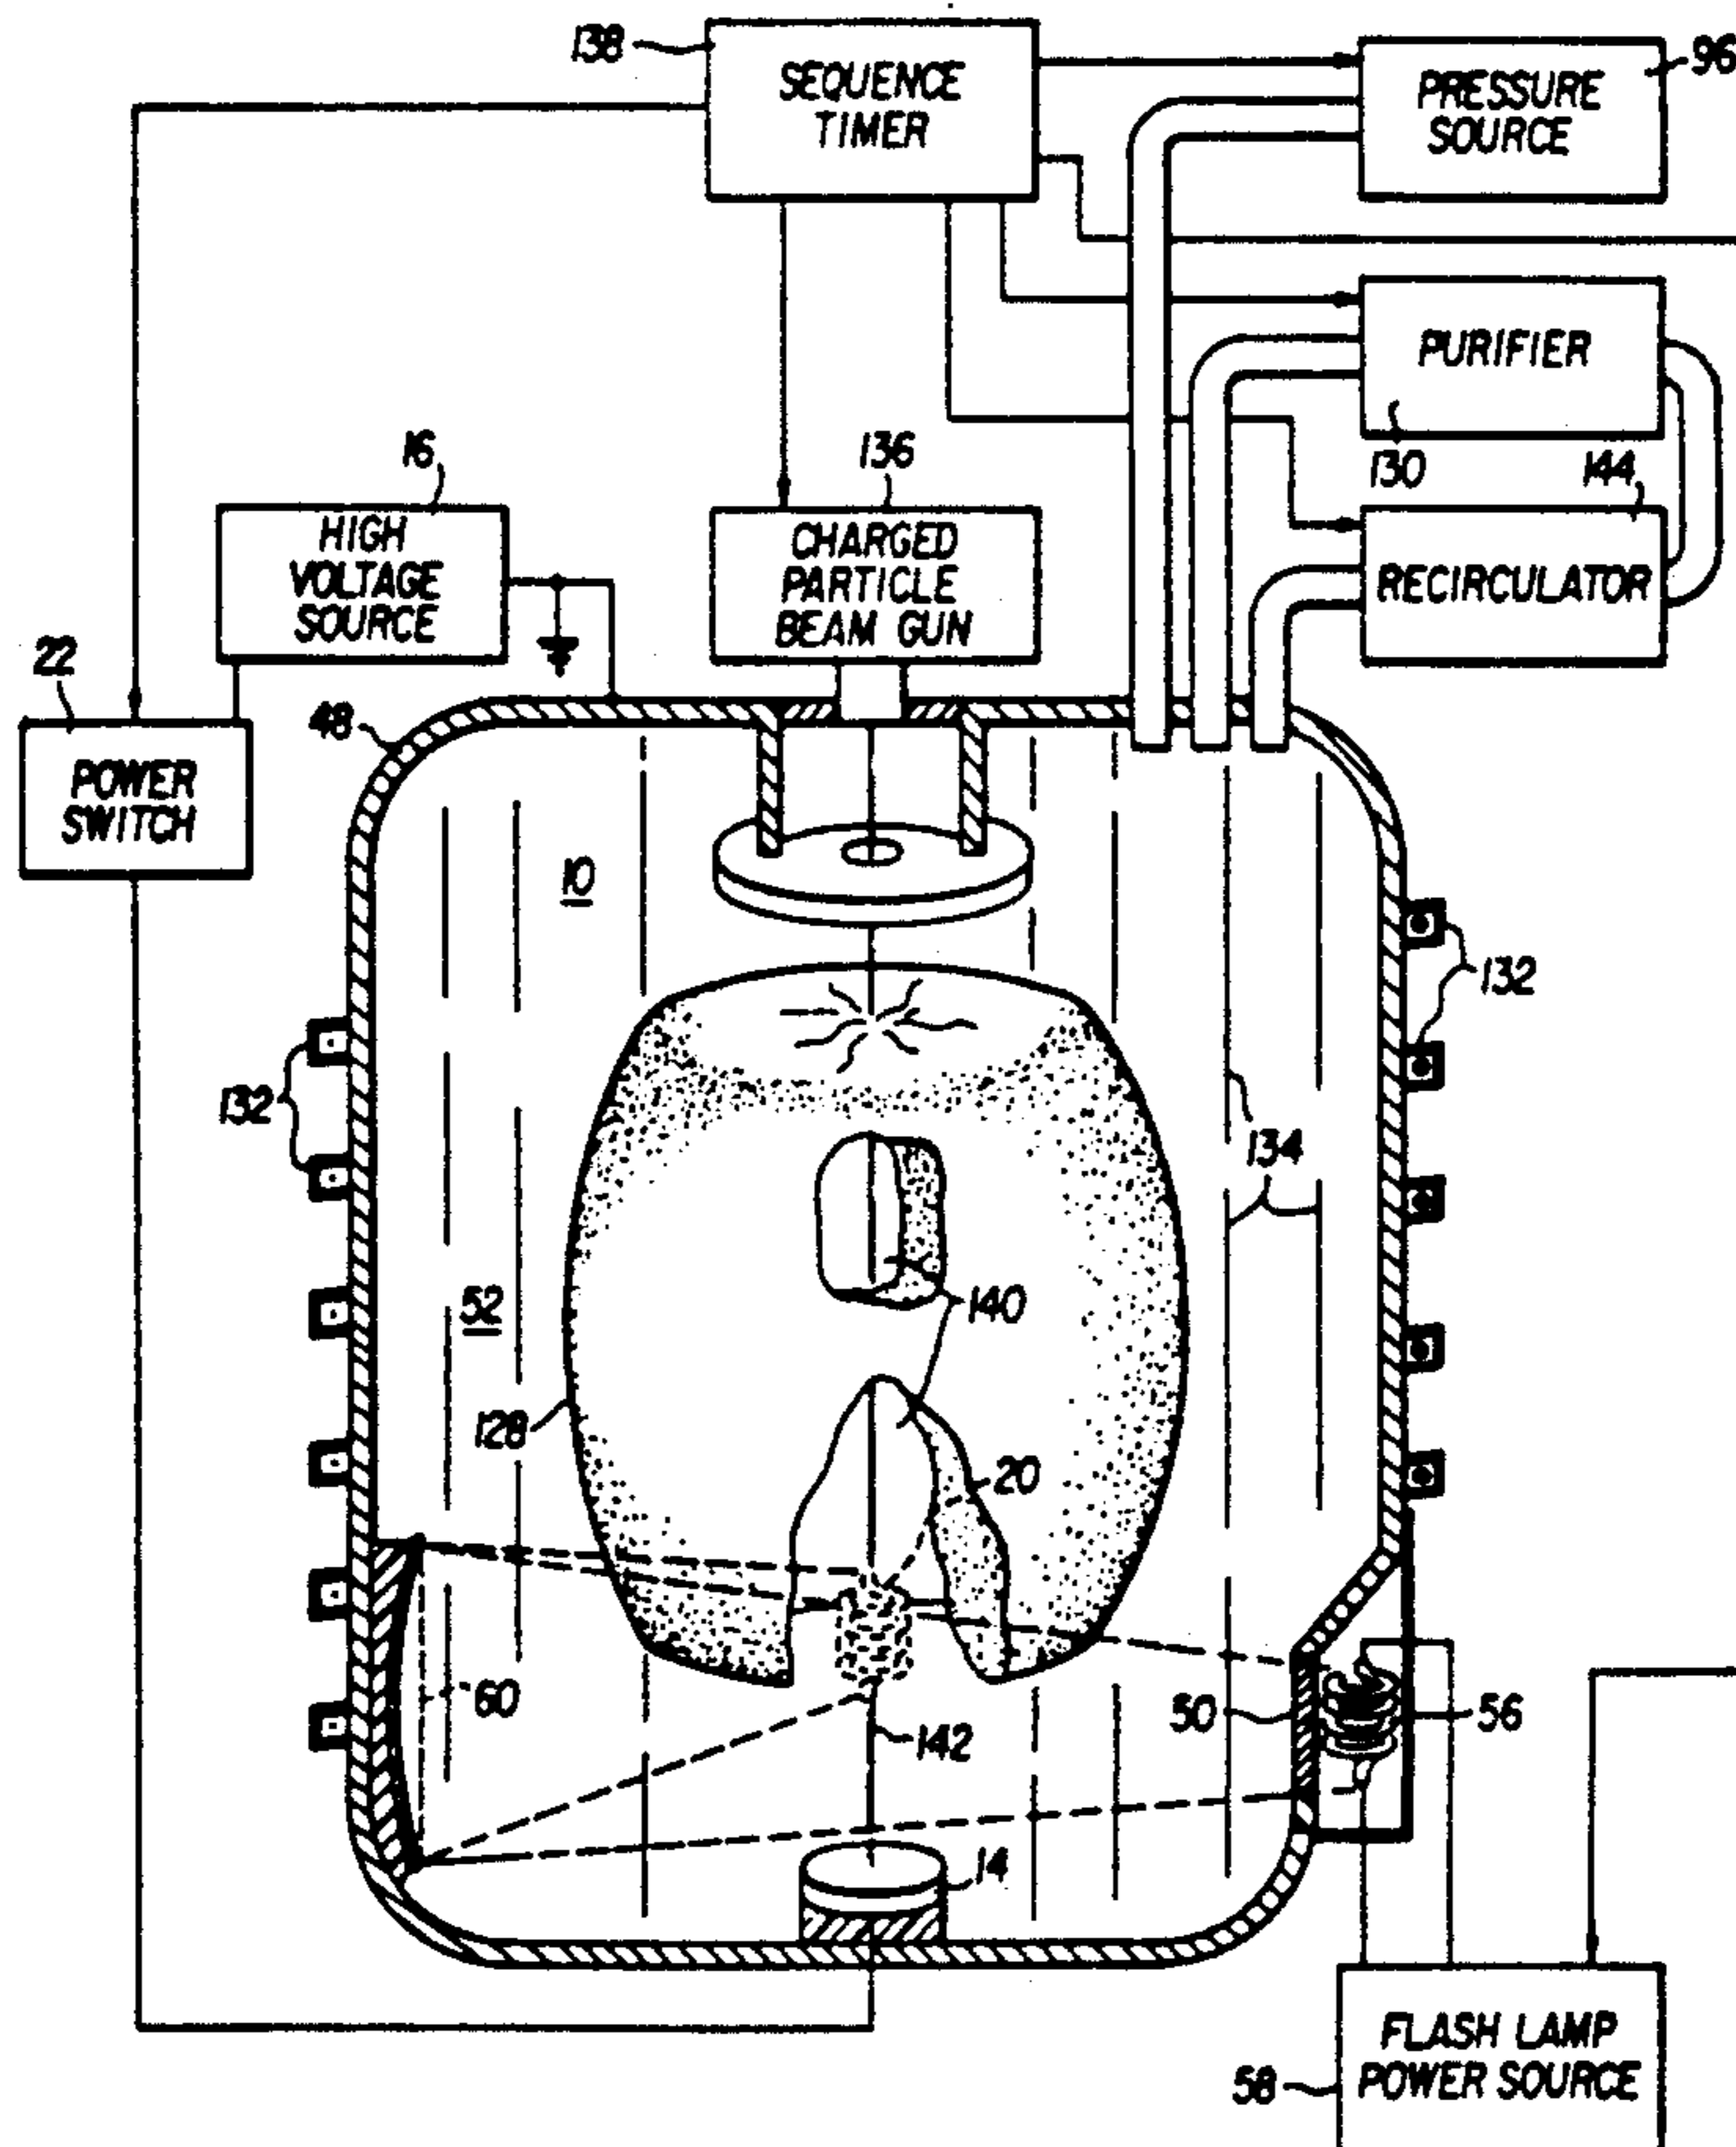 138
SEQUENCE
TIMER
PRESSURE
SOURCE
96
PURIFIER
130
144
16
HIGH
VOLTAGE
SOURCE
136
CHARGED
PARTICLE
BEAM GUN
RECIRCULATOR
22
POWER
SWITCH
48
10
132
132
134
52
140
128
20
60
142
50
56
14
58
FLASH LAMP
POWER SOURCE